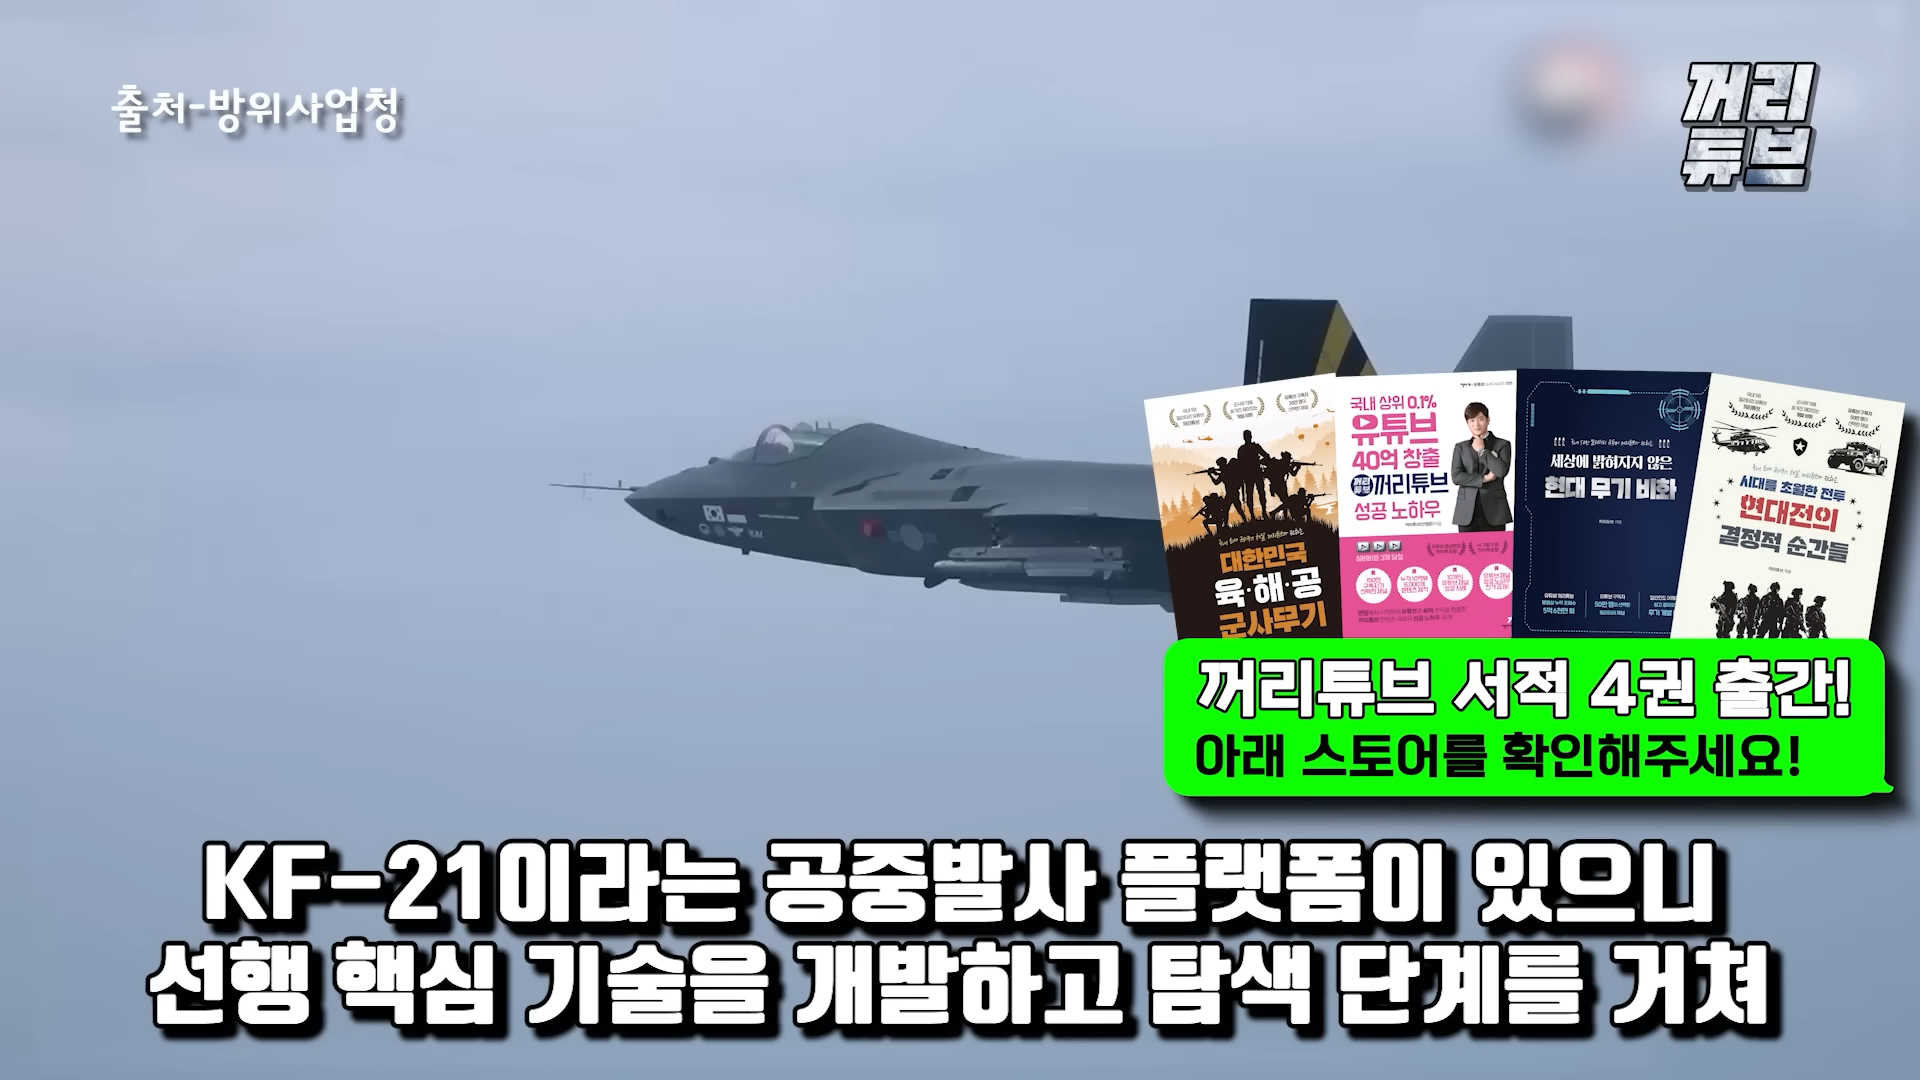 출처-방위사업청
꺼리
튜브
KAI
대한민국
육·해·공
군사무기
국내 상위 0.1%
유튜브
40억 창출
꺼리튜브
성공 노하우
세상에 밝혀지지 않은
현대 무기 비화
시대를 초월한 전투
현대전의
결정적 순간들
꺼리튜브 서적 4권 출간!
아래 스토어를 확인해주세요!
KF-21이라는 공중발사 플랫폼이 있으니
선행 핵심 기술을 개발하고 탐색 단계를 거쳐